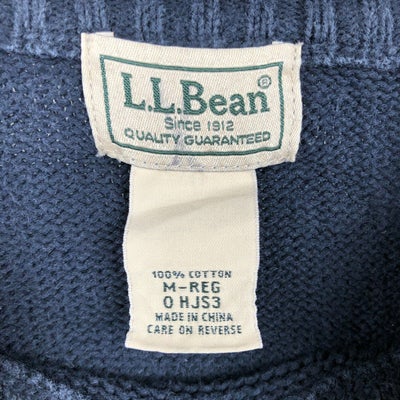 L.L.Bean®
Since 1912
QUALITY GUARANTEED
100% COTTON
M-REG
0 HJS3
MADE IN CHINA
CARE ON REVERSE